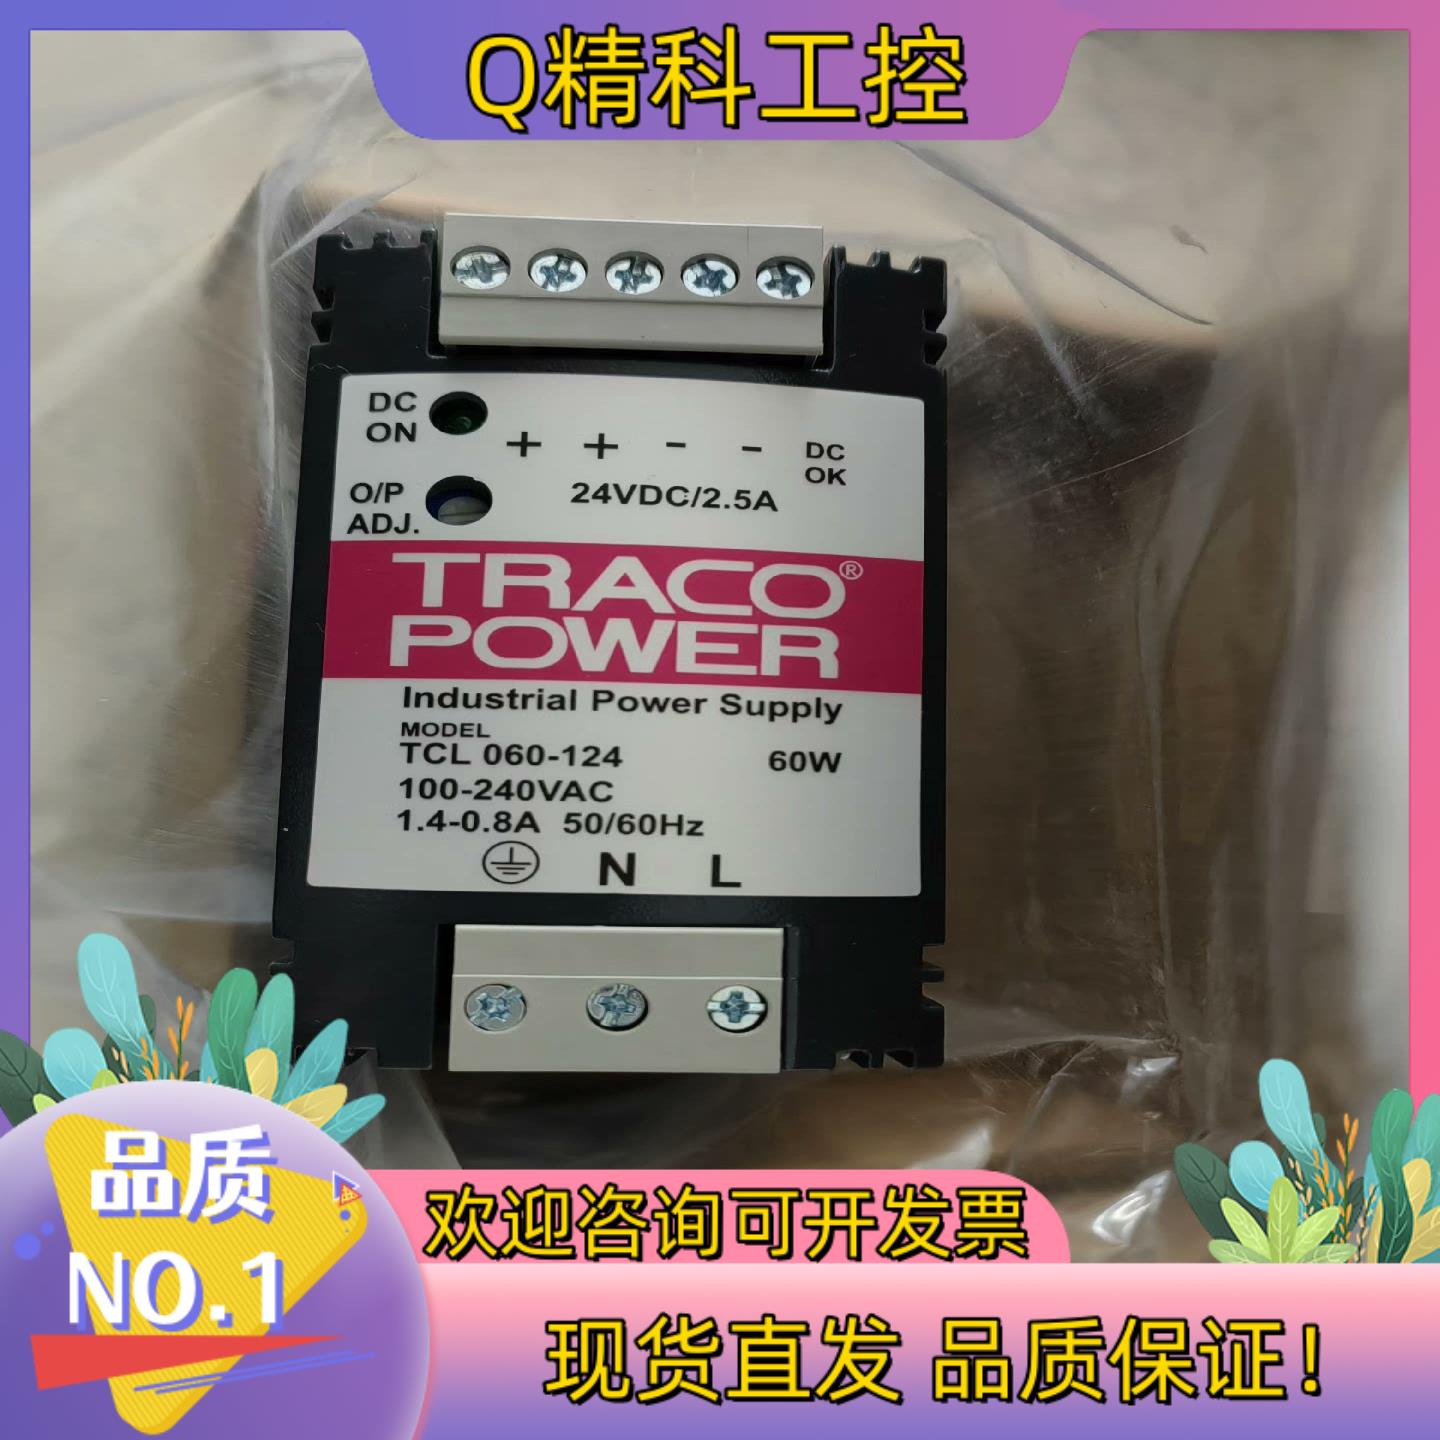 Q精科工控
DC
ON
+ + - -
DC
OK
O/P
ADJ.
24VDC/2.5A
TRACO®
POWER
Industrial Power Supply
MODEL
TCL 060-124 60W
100-240VAC
1.4-0.8A 50/60Hz
N L
品质
NO.1
欢迎咨询可开发票
现货直发 品质保证!